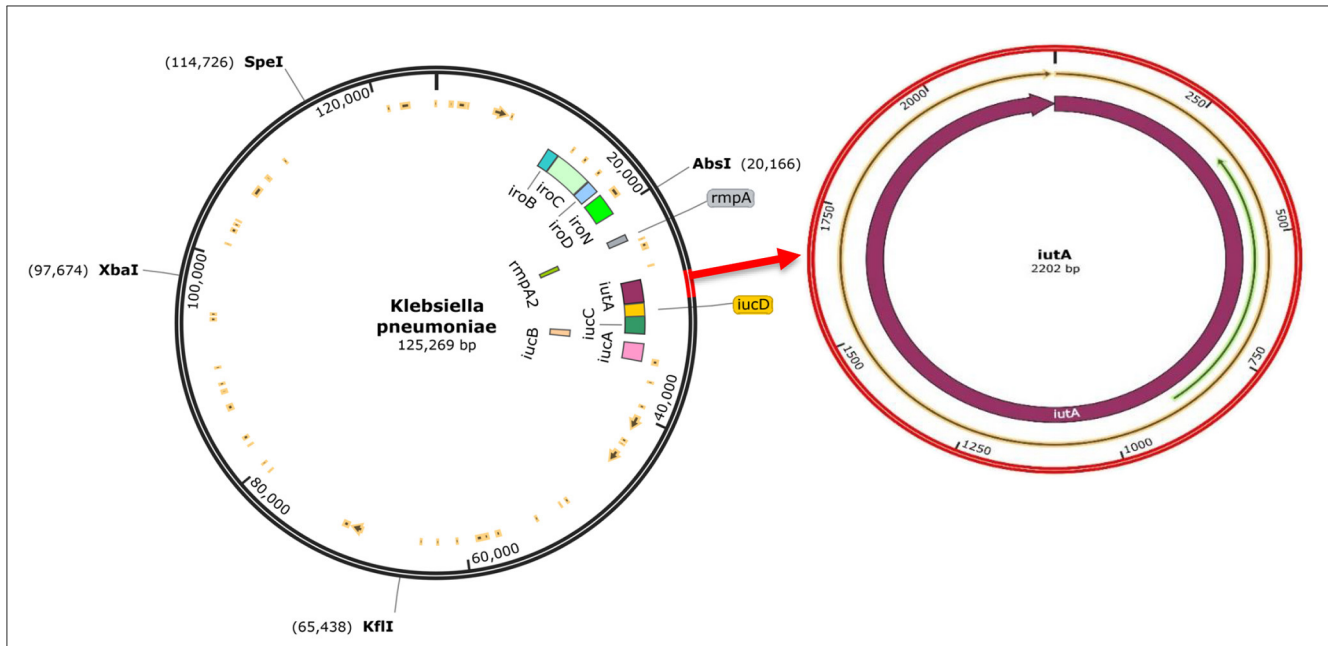 (114,726) SpeI
120,000
20,000
AbsI (20,166)
rmpA
iroB
iroC
iroD
iroN
rmpA2
iutA
iucD
iucC
iucA
iucB
Klebsiella
pneumoniae
125,269 bp
100,000
(97,674) XbaI
40,000
80,000
60,000
(65,438) KflI
2000
250
1750
500
iutA
2202 bp
1500
750
iutA
1250
1000